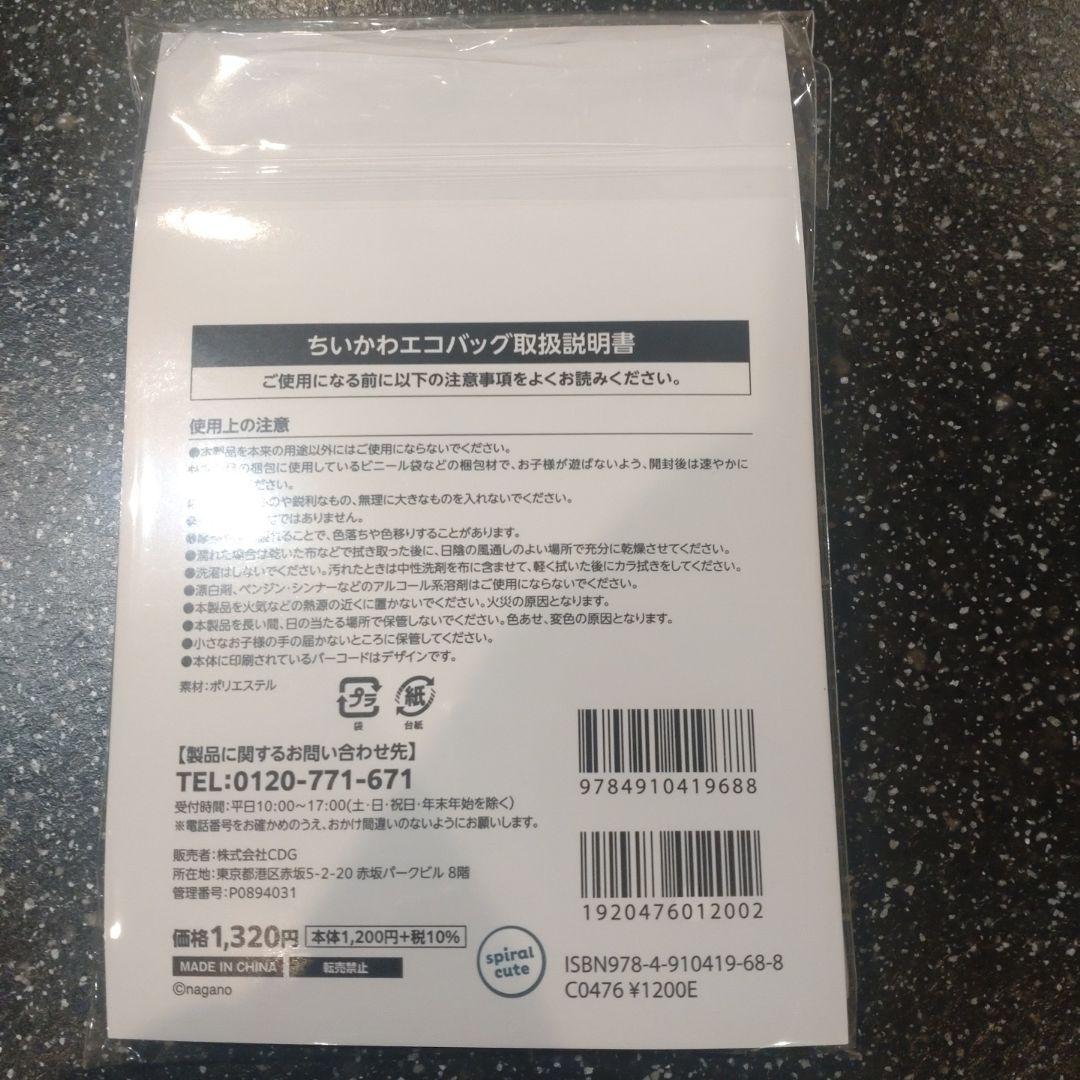 ちいかわエコバッグ取扱説明書
ご使用になる前に以下の注意事項をよくお読みください。
使用上の注意
●本製品を本来の用途以外にはご使用にならないでください。
の梱包に使用しているビニール袋などの梱包材で、お子様が遊ばないよう、開封後は速やかに
ださい。
のや鋭利なもの、無理に大きなものを入れないでください。
ではありません。
ことで、色落ちや色移りすることがあります。
●濡れた場合は乾いた布などで拭き取った後に、日陰の風通しのよい場所で充分に乾燥させてください。
●洗濯はしないでください。汚れたときは中性洗剤を布に含ませて、軽く拭いた後にカラ拭きをしてください。
●漂白剤、ベンジン・シンナーなどのアルコール系溶剤はご使用にならないでください。
●本製品を火気などの熱源の近くに置かないでください。火災の原因となります。
●本製品を長い間、日の当たる場所で保管しないでください。色あせ、変色の原因となります。
●小さなお子様の手の届かないところに保管してください。
●本体に印刷されているバーコードはデザインです。
素材:ポリエステル
プラ
袋
紙
台紙
【製品に関するお問い合わせ先】
TEL:0120-771-671
受付時間:平日10:00〜17:00(土・日・祝日・年末年始を除く)
※電話番号をお確かめのうえ、おかけ間違いのないようにお願いします。
販売者:株式会社CDG
所在地:東京都港区赤坂5-2-20 赤坂パークビル 8階
管理番号:P0894031
価格1,320円 本体1,200円+税10%
MADE IN CHINA 転売禁止
©nagano
spiral
cute
9784910419688
1920476012002
ISBN978-4-910419-68-8
C0476 ¥1200E